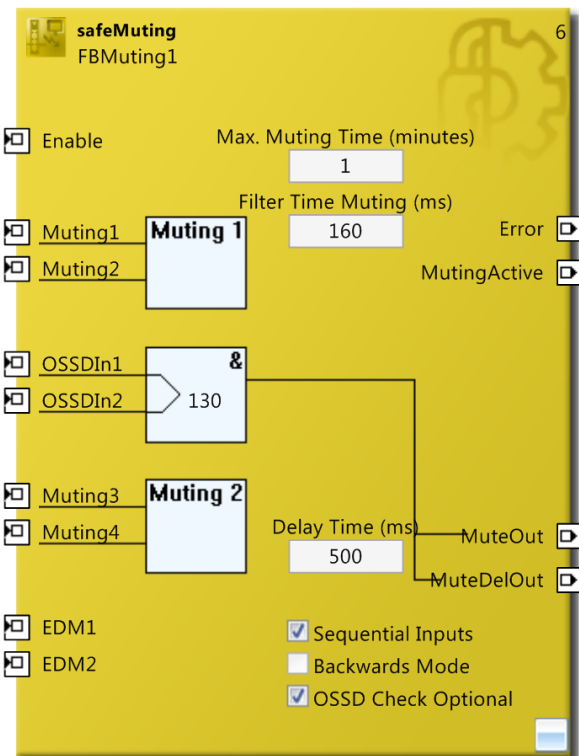 safeMuting
6
FBMuting1
Enable
Max. Muting Time (minutes)
1
Filter Time Muting (ms)
160
Muting1
Muting 1
Muting2
Error
MutingActive
OSSDIn1
&
OSSDIn2
130
Muting3
Muting 2
Muting4
Delay Time (ms)
500
MuteOut
MuteDelOut
EDM1
EDM2
Sequential Inputs
Backwards Mode
OSSD Check Optional